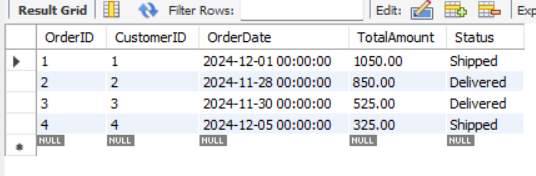 Result Grid Filter Rows: Edit: Exp
OrderID CustomerID OrderDate TotalAmount Status
1 1 2024-12-01 00:00:00 1050.00 Shipped
2 2 2024-11-28 00:00:00 850.00 Delivered
3 3 2024-11-30 00:00:00 525.00 Delivered
4 4 2024-12-05 00:00:00 325.00 Shipped
NULL NULL NULL NULL NULL